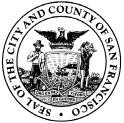 SEAL OF THE CITY AND COUNTY OF SAN FRANCISCO